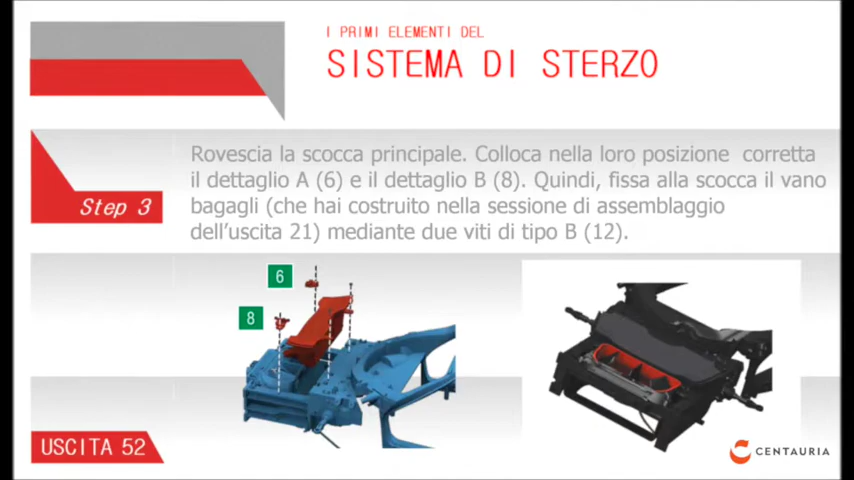 I PRIMI ELEMENTI DEL
SISTEMA DI STERZO
Step 3
Rovescia la scocca principale. Colloca nella loro posizione corretta
il dettaglio A (6) e il dettaglio B (8). Quindi, fissa alla scocca il vano
bagagli (che hai costruito nella sessione di assemblaggio
dell'uscita 21) mediante due viti di tipo B (12).
6
8
USCITA 52
CENTAURIA